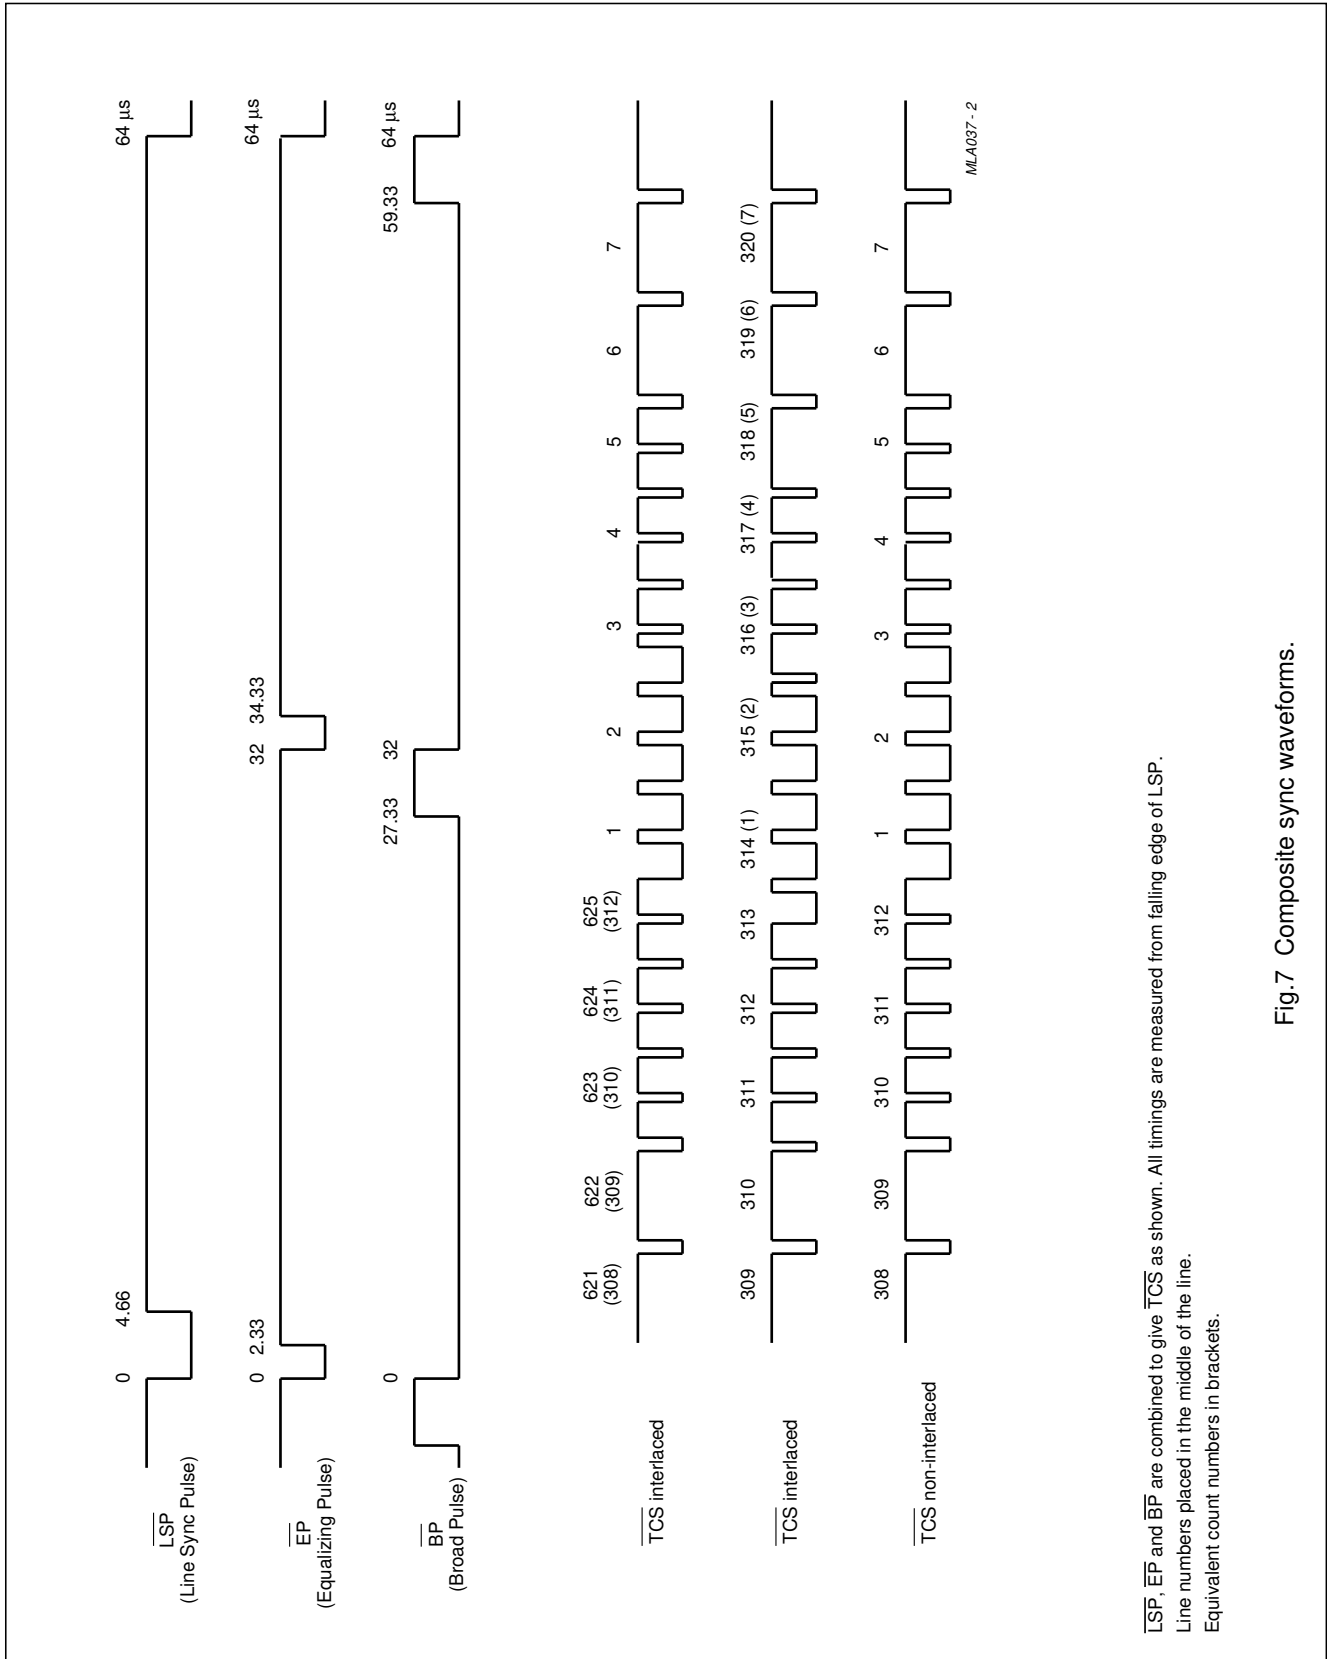 0 4.66 64 µs
LSP
(Line Sync Pulse)
0 2.33 32 34.33 64 µs
EP
(Equalizing Pulse)
0 27.33 32 59.33 64 µs
BP
(Broad Pulse)
621 622 623 624 625 1 2 3 4 5 6 7
(308) (309) (310) (311) (312)
TCS interlaced
309 310 311 312 313 314 (1) 315 (2) 316 (3) 317 (4) 318 (5) 319 (6) 320 (7)
TCS interlaced
308 309 310 311 312 1 2 3 4 5 6 7
TCS non-interlaced
MLA037 - 2
LSP, EP and BP are combined to give TCS as shown. All timings are measured from falling edge of LSP.
Line numbers placed in the middle of the line.
Equivalent count numbers in brackets.
Fig.7 Composite sync waveforms.